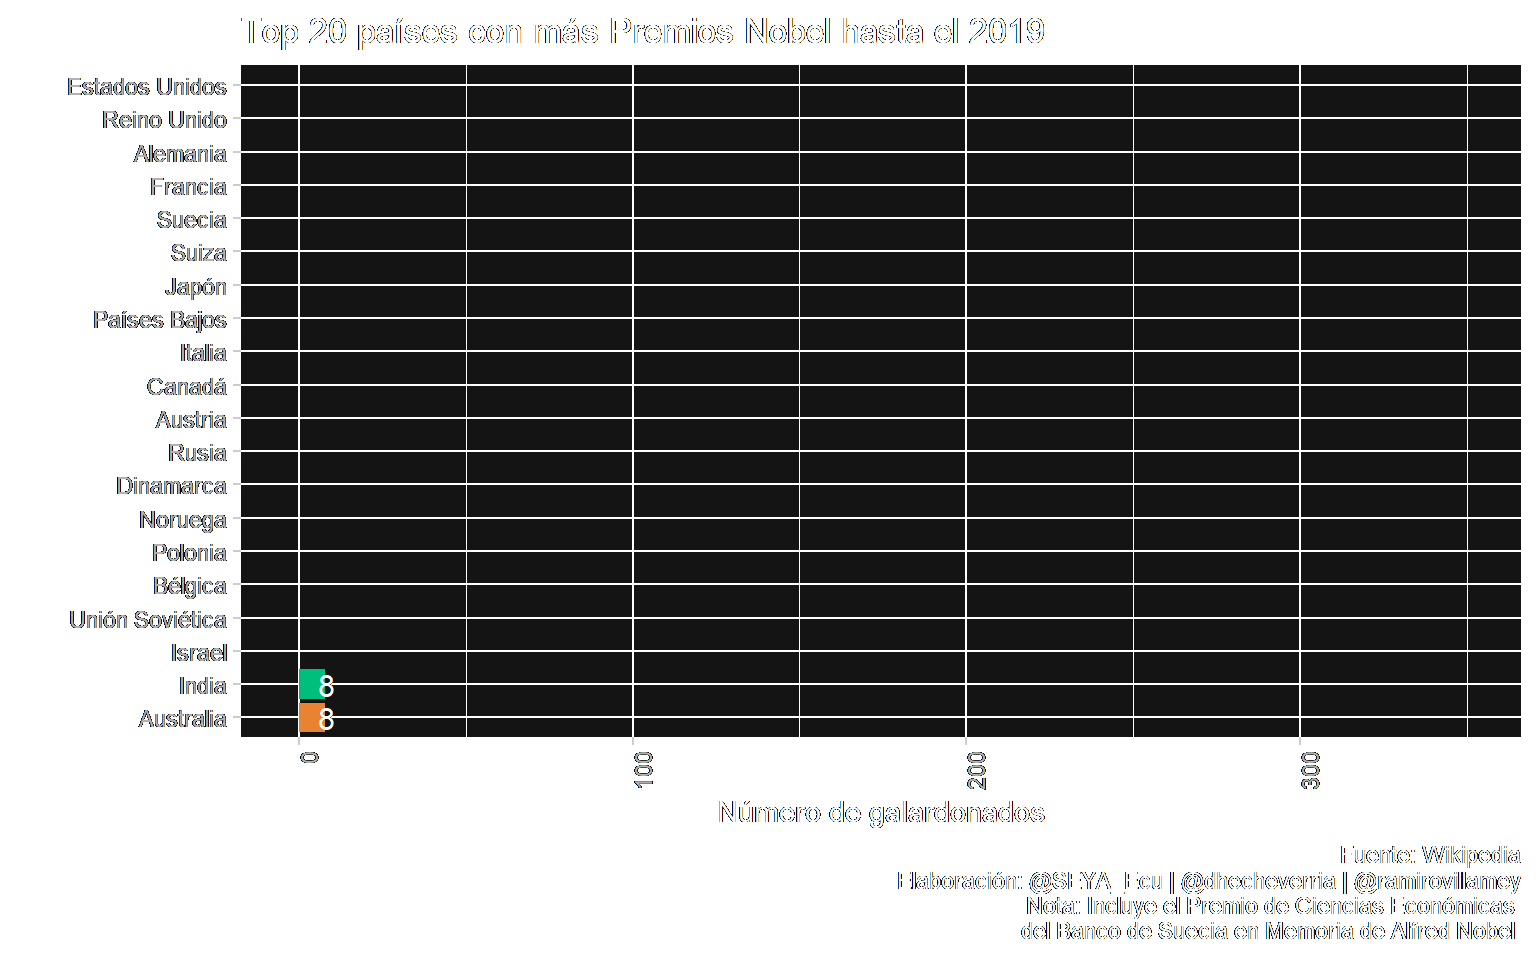 Top 20 países con más Premios Nobel hasta el 2019
Estados Unidos
Reino Unido
Alemania
Francia
Suecia
Suiza
Japón
Países Bajos
Italia
Canadá
Austria
Rusia
Dinamarca
Noruega
Polonia
Bélgica
Unión Soviética
Israel
India 8
Australia 8
0 100 200 300
Número de galardonados
Fuente: Wikipedia
Elaboración: @SEYA_Ecu | @dhecheverria | @ramirovillamey
Nota: Incluye el Premio de Ciencias Económicas
del Banco de Suecia en Memoria de Alfred Nobel